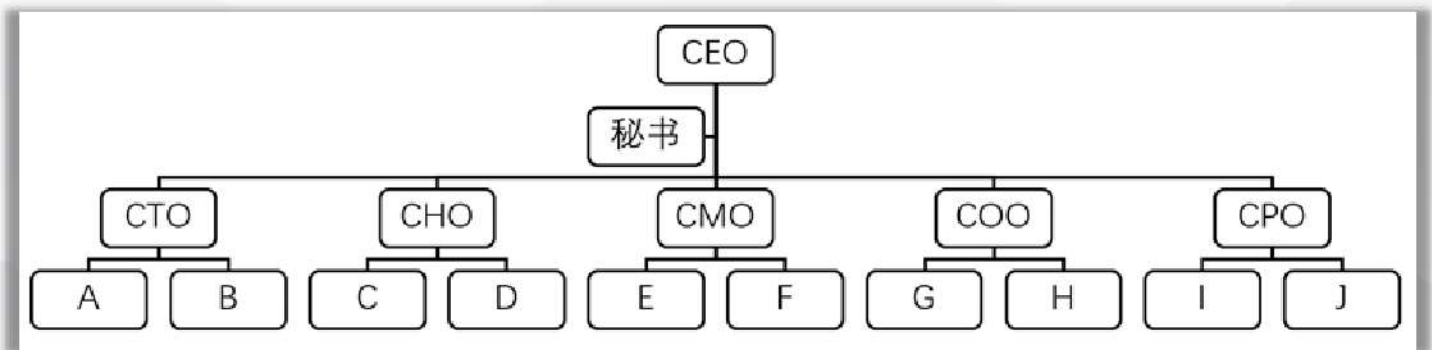 CEO
秘书
CTO CHO CMO COO CPO
A B C D E F G H I J